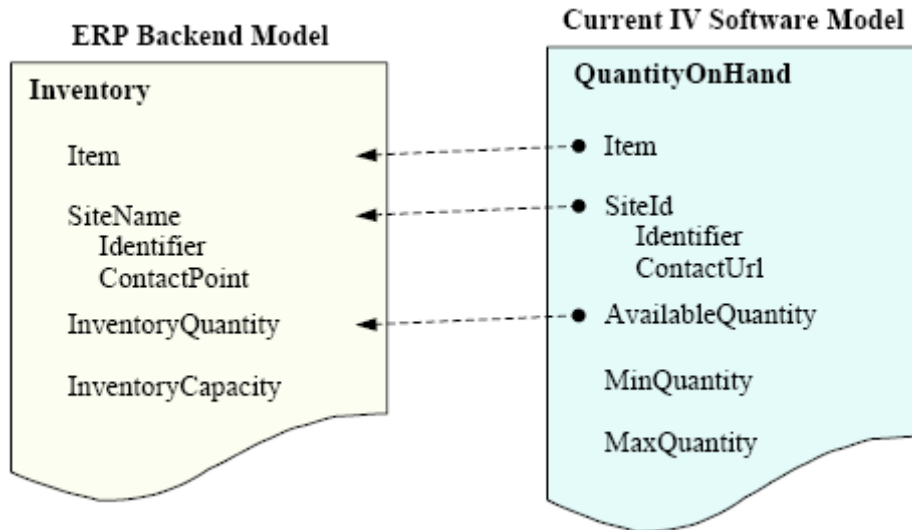 ERP Backend Model
Inventory
Item
SiteName
Identifier
ContactPoint
InventoryQuantity
InventoryCapacity
Current IV Software Model
QuantityOnHand
Item
SiteId
Identifier
ContactUrl
AvailableQuantity
MinQuantity
MaxQuantity